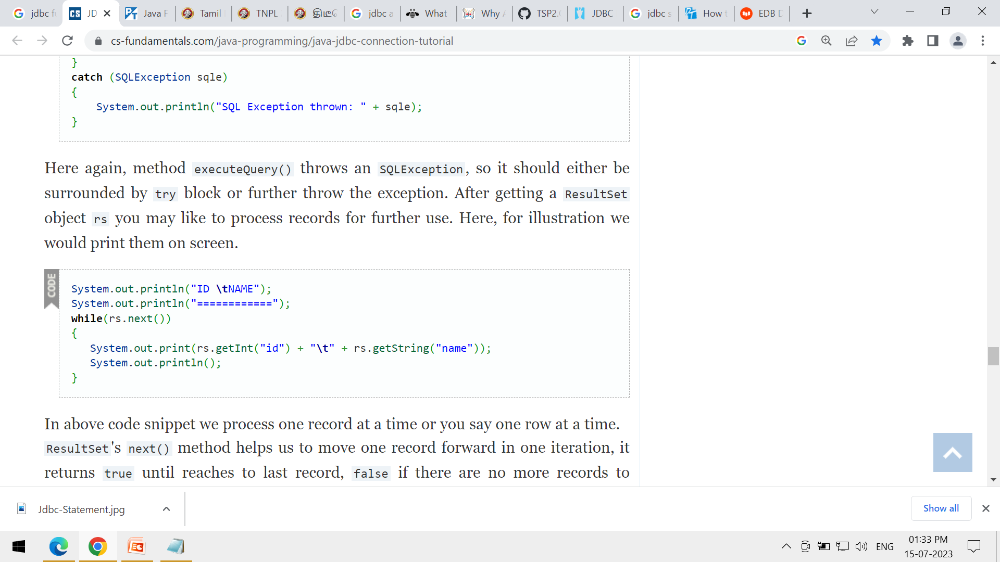 jdbc f
JD
Java F
Tamil
TNPL
jdbc a
What
Why
TSP2.
JDBC
jdbc s
How t
EDB D
cs-fundamentals.com/java-programming/java-jdbc-connection-tutorial
}
catch (SQLException sqle)
{
System.out.println("SQL Exception thrown: " + sqle);
}
Here again, method executeQuery() throws an SQLException, so it should either be
surrounded by try block or further throw the exception. After getting a ResultSet
object rs you may like to process records for further use. Here, for illustration we
would print them on screen.
CODE
System.out.println("ID \tNAME");
System.out.println("============");
while(rs.next())
{
System.out.print(rs.getInt("id") + "\t" + rs.getString("name"));
System.out.println();
}
In above code snippet we process one record at a time or you say one row at a time.
ResultSet's next() method helps us to move one record forward in one iteration, it
returns true until reaches to last record, false if there are no more records to
Jdbc-Statement.jpg
Show all
ENG
01:33 PM
15-07-2023